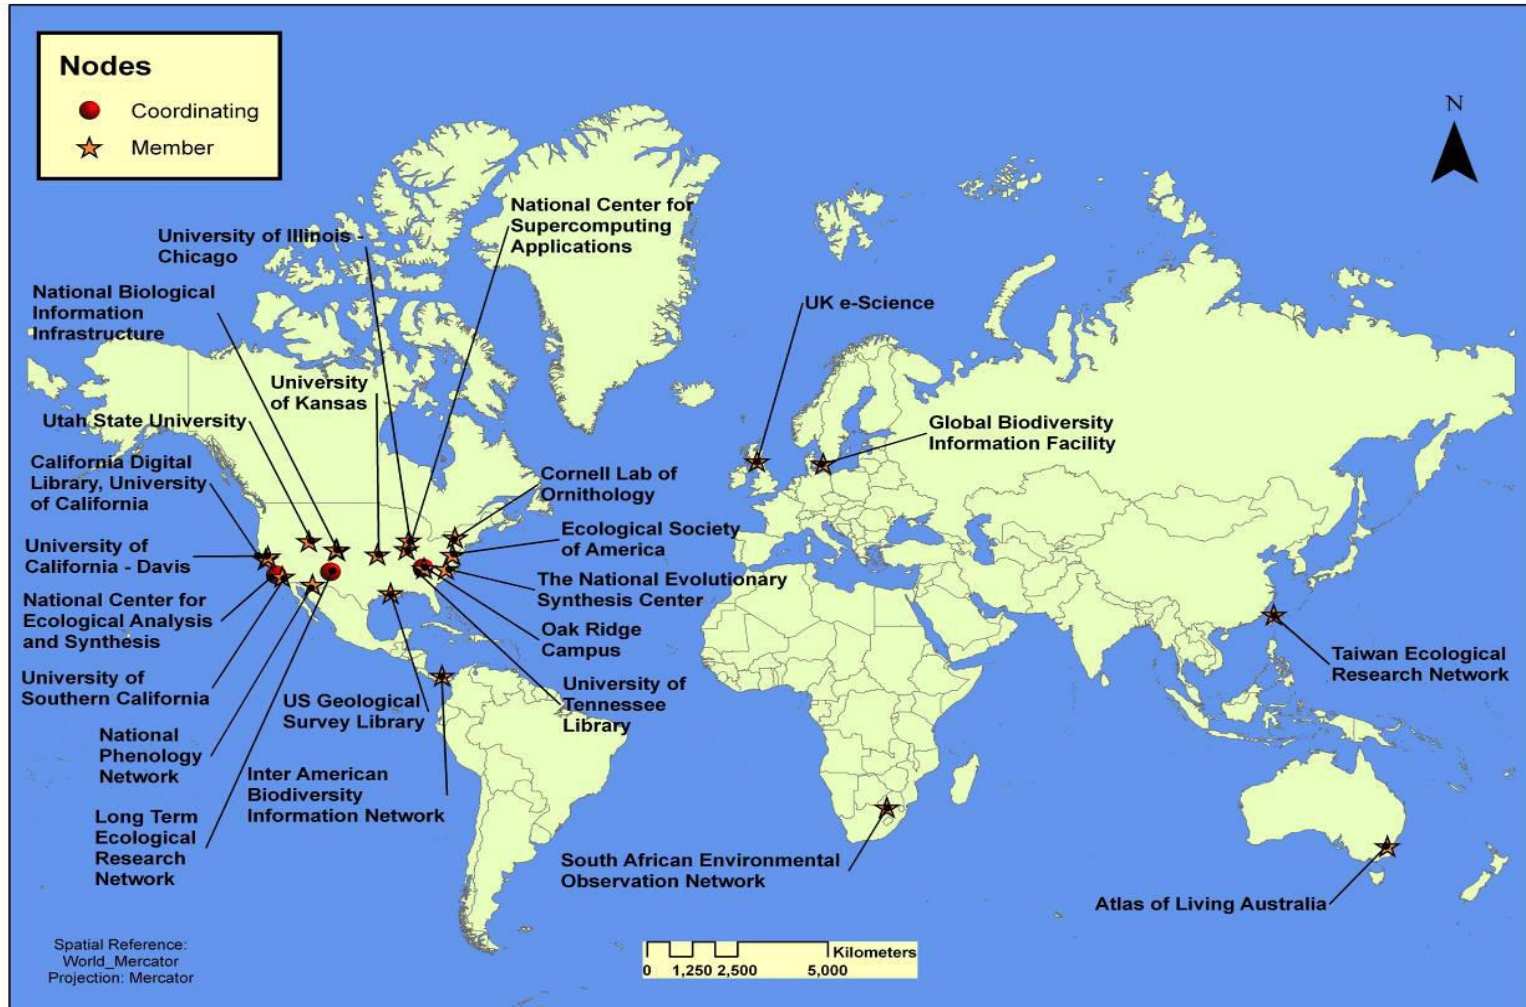 Nodes
Coordinating
Member
N
National Center for
Supercomputing
Applications
University of Illinois -
Chicago
National Biological
Information
Infrastructure
UK e-Science
University
of Kansas
Utah State University
Global Biodiversity
Information Facility
California Digital
Library, University
of California
Cornell Lab of
Ornithology
Ecological Society
of America
University of
California - Davis
The National Evolutionary
Synthesis Center
National Center for
Ecological Analysis
and Synthesis
Oak Ridge
Campus
Taiwan Ecological
Research Network
University of
Southern California
US Geological
Survey Library
University of
Tennessee
Library
National
Phenology
Network
Inter American
Biodiversity
Information Network
Long Term
Ecological
Research
Network
South African Environmental
Observation Network
Atlas of Living Australia
Spatial Reference:
World_Mercator
Projection: Mercator
Kilometers
0 1,250 2,500 5,000